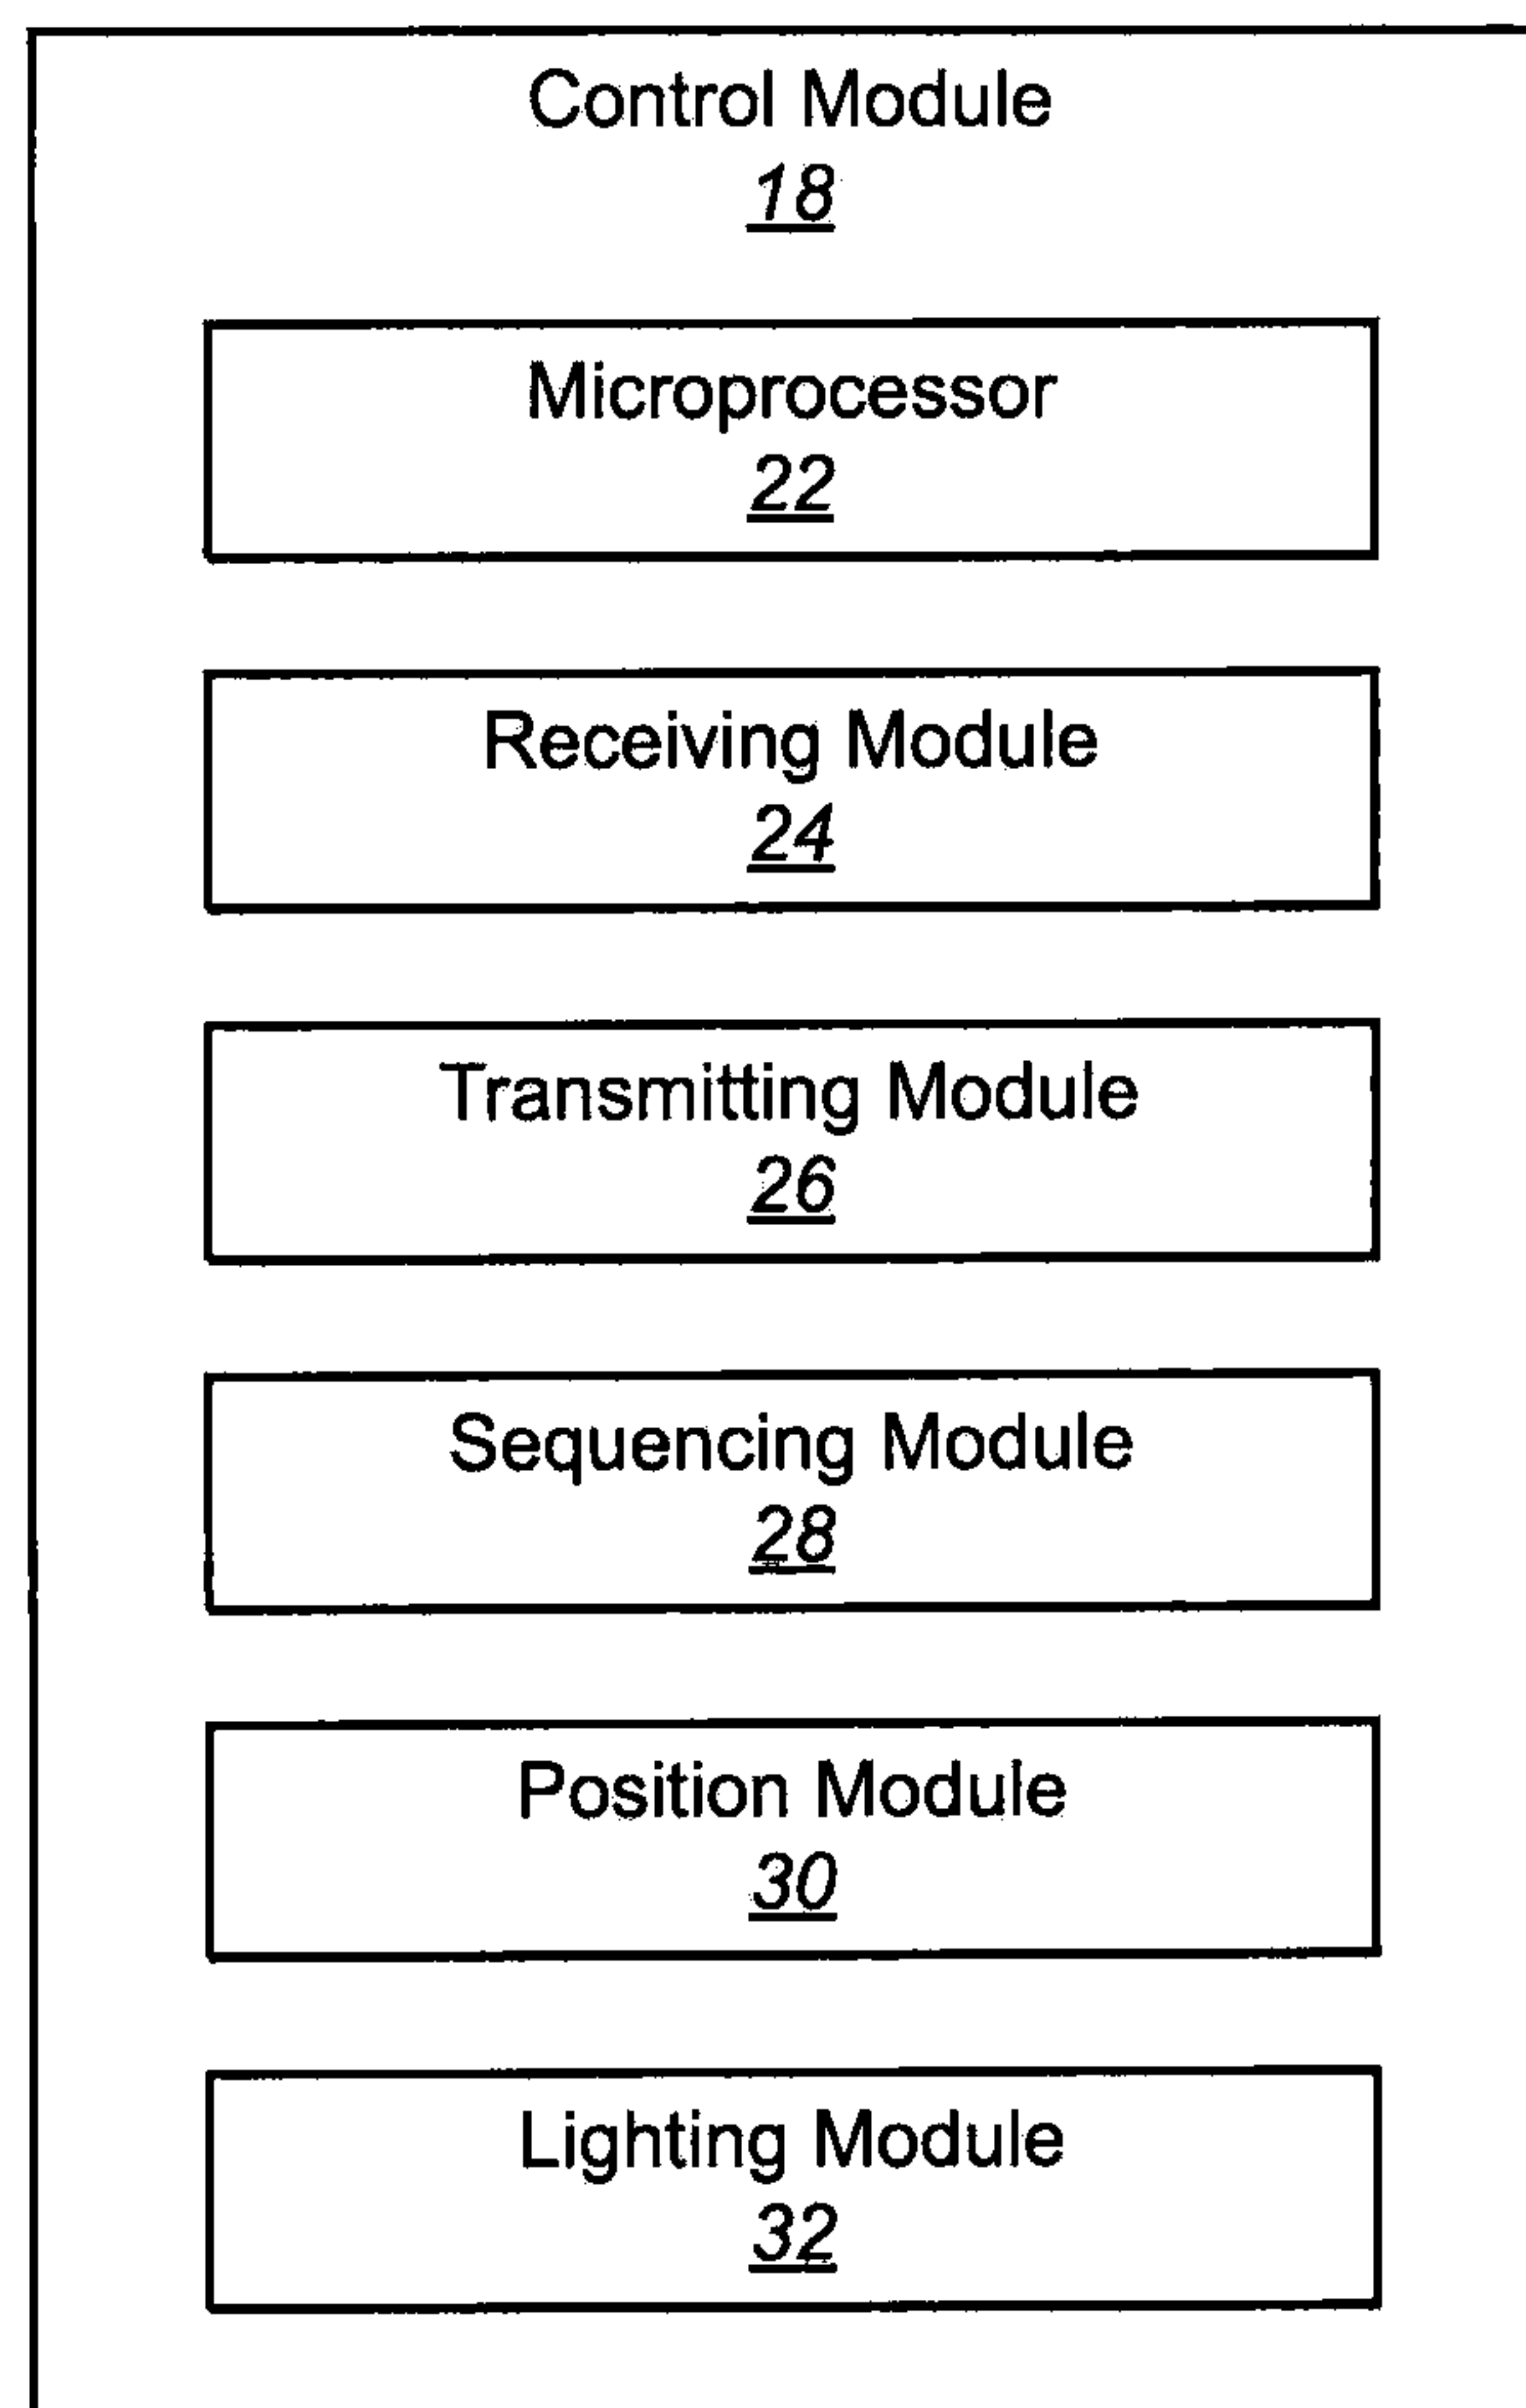 Control Module
18
Microprocessor
22
Receiving Module
24
Transmitting Module
26
Sequencing Module
28
Position Module
30
Lighting Module
32